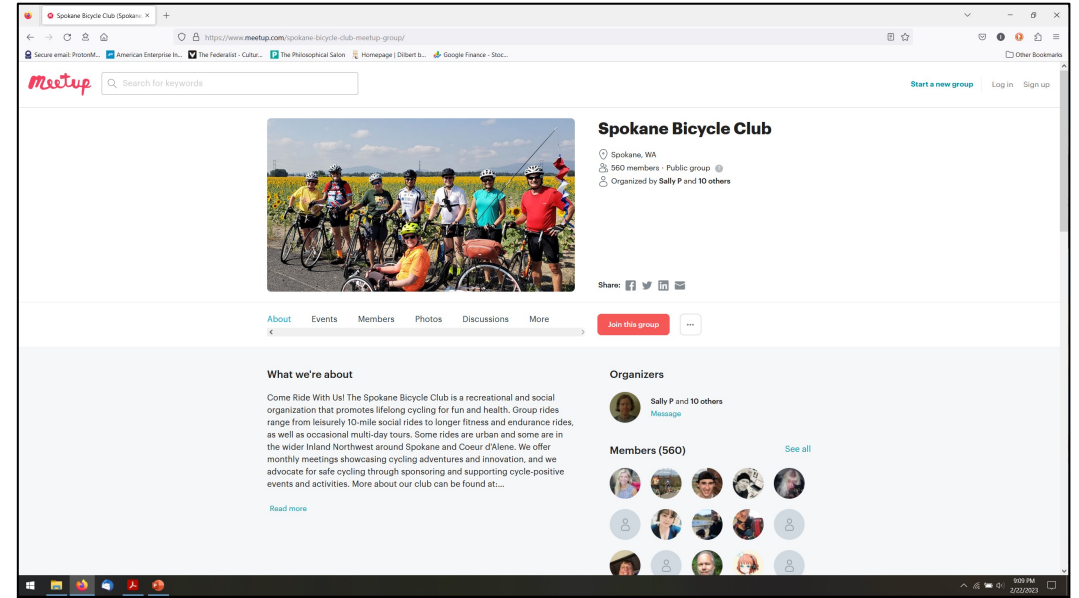 Spokane Bicycle Club (Spokane
https://www.meetup.com/spokane-bicycle-club-meetup-group/
Secure email: ProtonM...
American Enterprise In...
The Federalist - Cultur...
The Philosophical Salon
Homepage | Dilbert b...
Google Finance - Stoc...
Other Bookmarks
Meetup
Search for keywords
Start a new group
Log in
Sign up
Spokane Bicycle Club
Spokane, WA
560 members · Public group
Organized by Sally P and 10 others
Share:
About
Events
Members
Photos
Discussions
More
Join this group
What we're about
Come Ride With Us! The Spokane Bicycle Club is a recreational and social
organization that promotes lifelong cycling for fun and health. Group rides
range from leisurely 10-mile social rides to longer fitness and endurance rides,
as well as occasional multi-day tours. Some rides are urban and some are in
the wider Inland Northwest around Spokane and Coeur d'Alene. We offer
monthly meetings showcasing cycling adventures and innovation, and we
advocate for safe cycling through sponsoring and supporting cycle-positive
events and activities. More about our club can be found at:...
Read more
Organizers
Sally P and 10 others
Message
Members (560)
See all
9:09 PM
2/22/2023